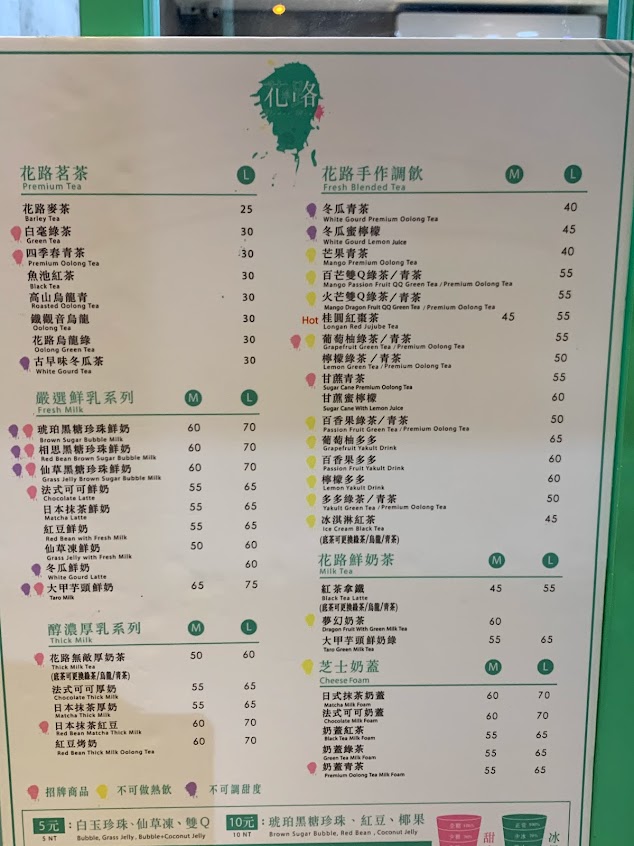 花咯
花路茗茶 L
Premium Tea
花路麥茶 25
Barley Tea
白毫綠茶 30
Green Tea
四季春青茶 30
Premium Oolong Tea
魚池紅茶 30
Black Tea
高山烏龍青 30
Roasted Oolong Tea
鐵觀音烏龍 30
Oolong Tea
花路烏龍綠 30
Oolong Green Tea
古早味冬瓜茶 30
White Gourd Tea
嚴選鮮乳系列 M L
Fresh Milk
琥珀黑糖珍珠鮮奶 60 70
Brown Sugar Bubble Milk
相思黑糖珍珠鮮奶 60 70
Red Bean Brown Sugar Bubble Milk
仙草黑糖珍珠鮮奶 60 70
Grass Jelly Brown Sugar Bubble Milk
法式可可鮮奶 55 65
Chocolate Latte
日本抹茶鮮奶 55 65
Matcha Latte
紅豆鮮奶 55 65
Red Bean with Fresh Milk
仙草凍鮮奶 50 60
Grass Jelly with Fresh Milk
冬瓜鮮奶 60
White Gourd Latte
大甲芋頭鮮奶 65 75
Taro Milk
醇濃厚乳系列 M L
Thick Milk
花路無敵厚奶茶 50 60
Thick Milk Tea
(底茶可更換綠茶/烏龍/青茶)
法式可可厚奶 55 65
Chocolate Thick Milk
日本抹茶厚奶 55 65
Matcha Thick Milk
日本抹茶紅豆 60 70
Red Bean Matcha Thick Milk
紅豆烤奶 60 70
Red Bean Thick Milk Oolong Tea
花路手作調飲 M L
Fresh Blended Tea
冬瓜青茶 40
White Gourd Premium Oolong Tea
冬瓜蜜檸檬 45
White Gourd Lemon Juice
芒果青茶 40
Mango Premium Oolong Tea
百芒雙Q綠茶/青茶 55
Mango Passion Fruit QQ Green Tea / Premium Oolong Tea
火芒雙Q綠茶/青茶 55
Mango Dragon Fruit QQ Green Tea / Premium Oolong Tea
Hot 桂圓紅棗茶 45 55
Longan Red Jujube Tea
葡萄柚綠茶/青茶 55
Grapefruit Green Tea / Premium Oolong Tea
檸檬綠茶/青茶 50
Lemon Green Tea / Premium Oolong Tea
甘蔗青茶 55
Sugar Cane Premium Oolong Tea
甘蔗蜜檸檬 60
Sugar Cane With Lemon Juice
百香果綠茶/青茶 50
Passion Fruit Green Tea / Premium Oolong Tea
葡萄柚多多 65
Grapefruit Yakult Drink
百香果多多 60
Passion Fruit Yakult Drink
檸檬多多 60
Lemon Yakult Drink
多多綠茶/青茶 50
Yakult Green Tea / Premium Oolong Tea
冰淇淋紅茶 45
Ice Cream Black Tea
(底茶可更換綠茶/烏龍/青茶)
花路鮮奶茶 M L
Milk Tea
紅茶拿鐵 45 55
Black Tea Latte
(底茶可更換綠茶/烏龍/青茶)
夢幻奶茶 60
Dragon Fruit With Green Milk Tea
大甲芋頭鮮奶綠 55 65
Taro Green Milk Tea
芝士奶蓋 M L
Cheese Foam
日式抹茶奶蓋 60 70
Matcha Milk Foam
法式可可奶蓋 60 70
Chocolate Milk Foam
奶蓋紅茶 55 65
Black Tea Milk Foam
奶蓋綠茶 55 65
Green Tea Milk Foam
奶蓋青茶 55 65
Premium Oolong Tea Milk Foam
招牌商品 不可做熱飲 不可調甜度
5元:白玉珍珠、仙草凍、雙Q 10元:琥珀黑糖珍珠、紅豆、椰果
5 NT Bubble, Grass Jelly, Bubble+Coconut Jelly 10 NT Brown Sugar Bubble, Red Bean, Coconut Jelly
甜 冰